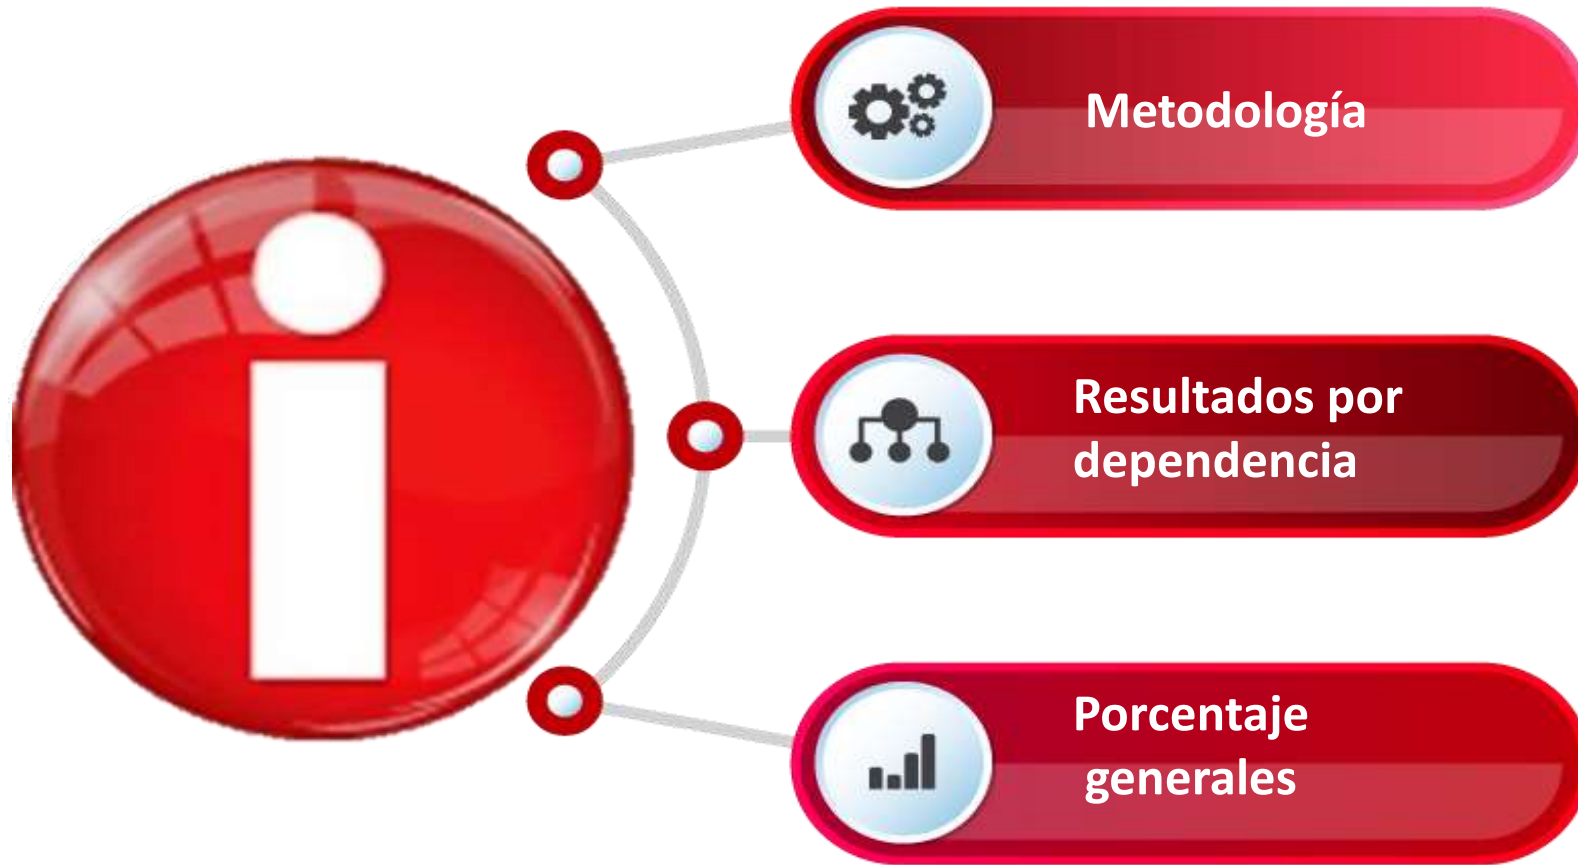 i
Metodología
Resultados por
dependencia
Porcentaje
generales